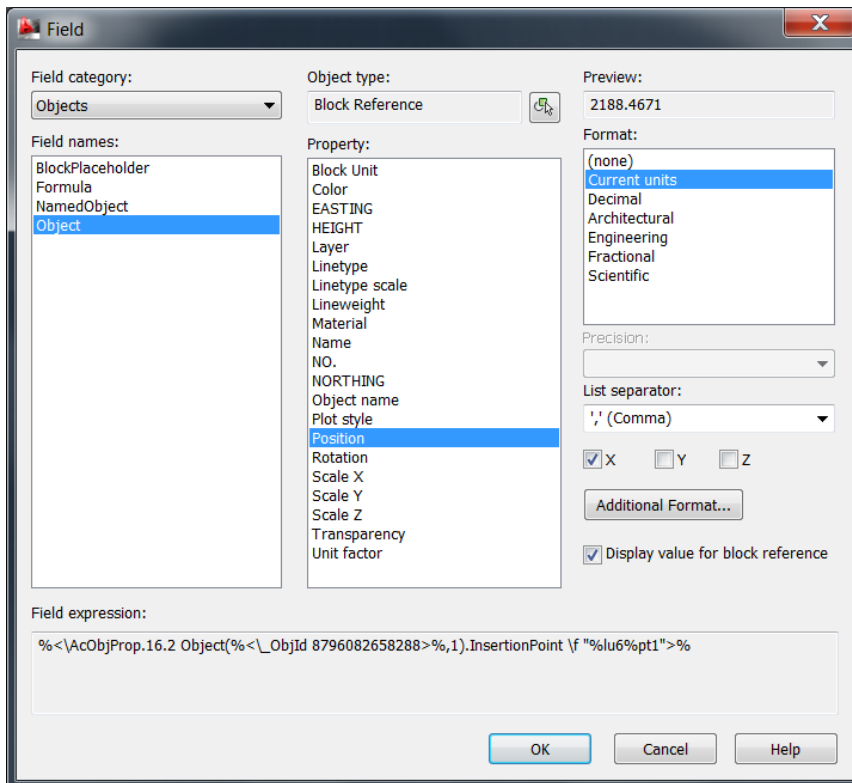 Field
Field category:
Objects
Field names:
BlockPlaceholder
Formula
NamedObject
Object
Object type:
Block Reference
Property:
Block Unit
Color
EASTING
HEIGHT
Layer
Linetype
Linetype scale
Lineweight
Material
Name
NO.
NORTHING
Object name
Plot style
Position
Rotation
Scale X
Scale Y
Scale Z
Transparency
Unit factor
Preview:
2188.4671
Format:
(none)
Current units
Decimal
Architectural
Engineering
Fractional
Scientific
Precision:
List separator:
',' (Comma)
X Y Z
Additional Format...
Display value for block reference
Field expression:
%<\AcObjProp.16.2 Object(%<\_ObjId 8796082658288>%,1).InsertionPoint \f "%lu6%pt1">%
OK Cancel Help